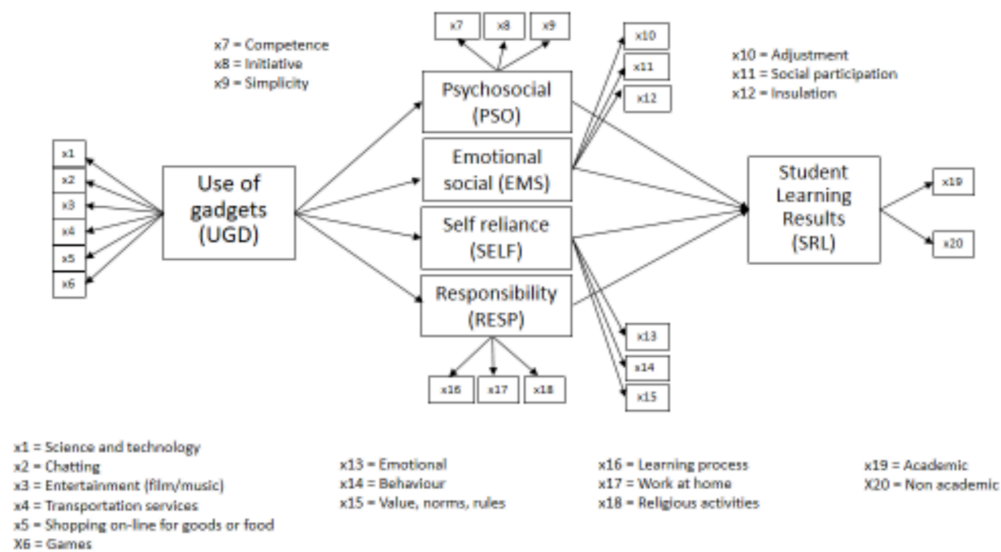 x7 x8 x9
x7 = Competence
x8 = Initiative
x9 = Simplicity
x10
x11
x12
x10 = Adjustment
x11 = Social participation
x12 = Insulation
Psychosocial
(PSO)
x1
x2
x3
x4
x5
x6
Use of
gadgets
(UGD)
Emotional
social (EMS)
Self reliance
(SELF)
Responsibility
(RESP)
Student
Learning
Results
(SRL)
x19
x20
x13
x14
x15
x16 x17 x18
x1 = Science and technology
x2 = Chatting
x3 = Entertainment (film/music)
x4 = Transportation services
x5 = Shopping on-line for goods or food
X6 = Games
x13 = Emotional
x14 = Behaviour
x15 = Value, norms, rules
x16 = Learning process
x17 = Work at home
x18 = Religious activities
x19 = Academic
X20 = Non academic